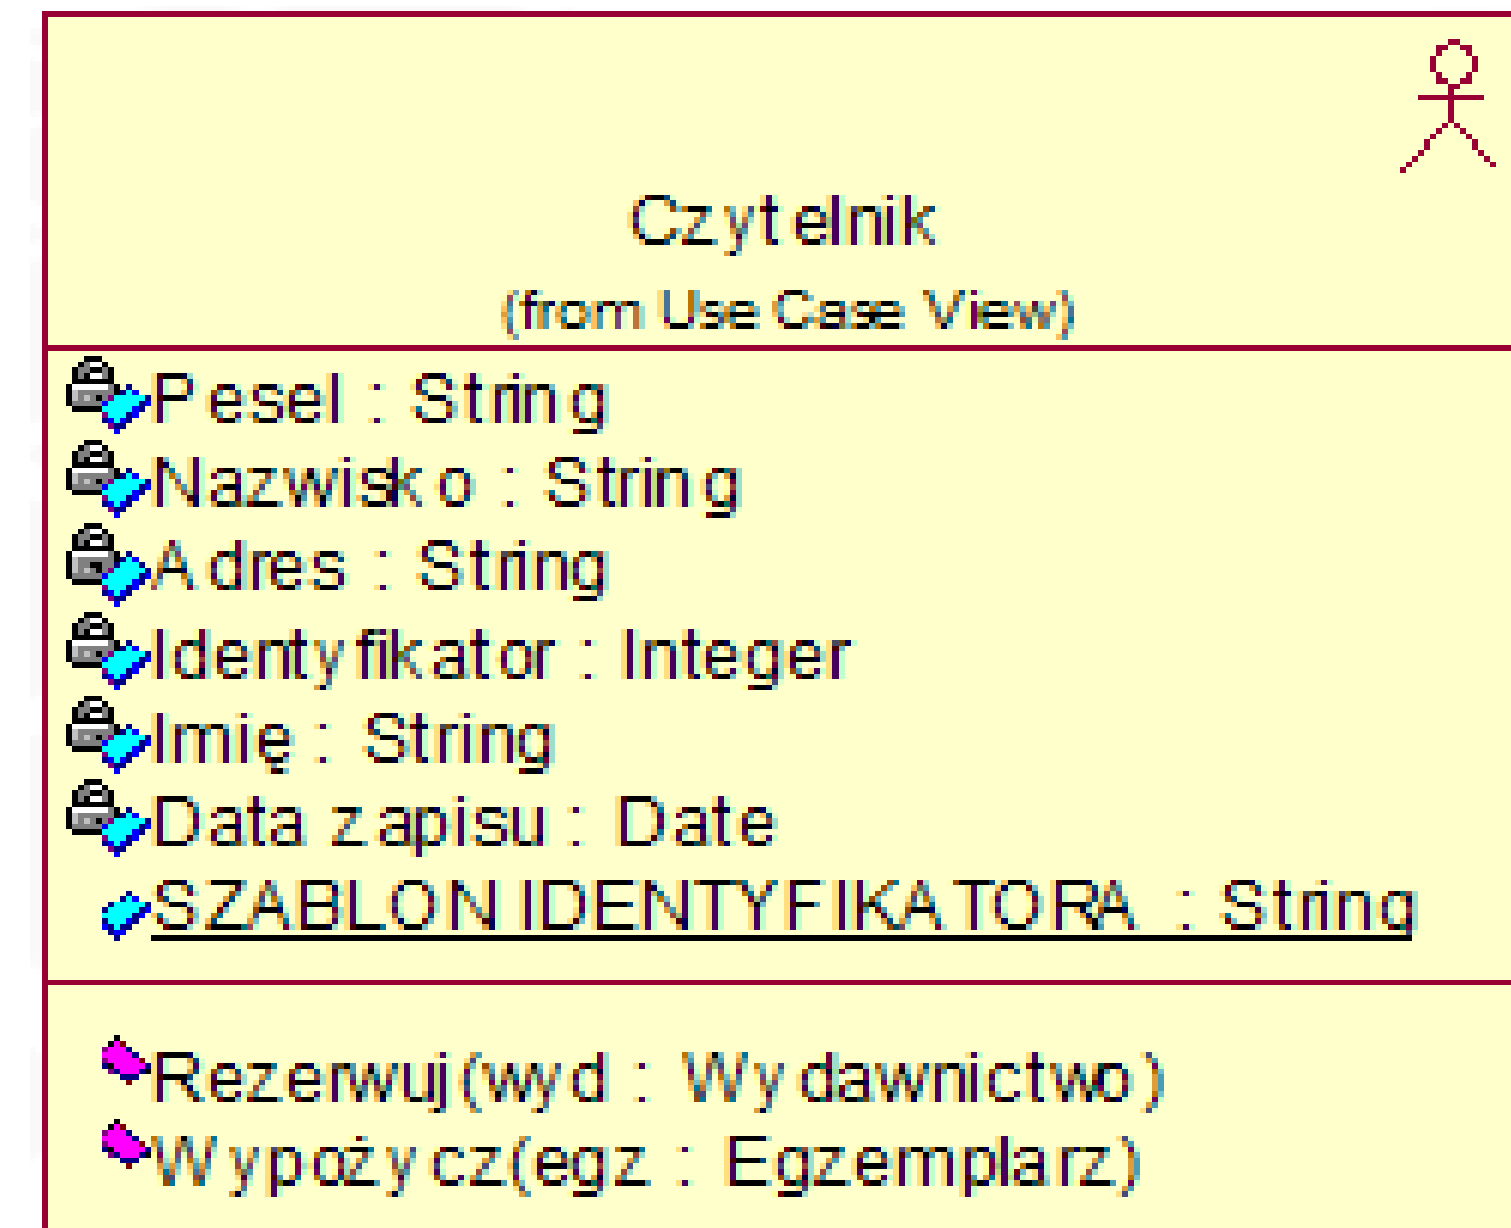 Czytelnik
(from Use Case View)
Pesel : String
Nazwisko : String
Adres : String
Identyfikator : Integer
Imię : String
Data zapisu : Date
SZABLON IDENTYFIKATORA : String
Rezerwuj(wyd : Wydawnictwo)
Wypożycz(egz : Egzemplarz)